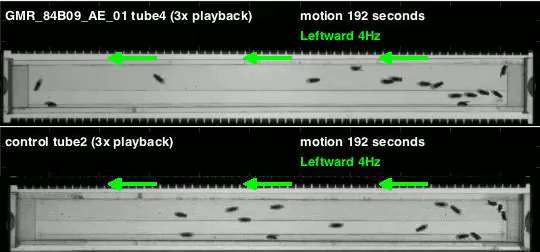 GMR_84B09_AE_01 tube4 (3x playback)
motion 192 seconds
Leftward 4Hz
control tube2 (3x playback)
motion 192 seconds
Leftward 4Hz